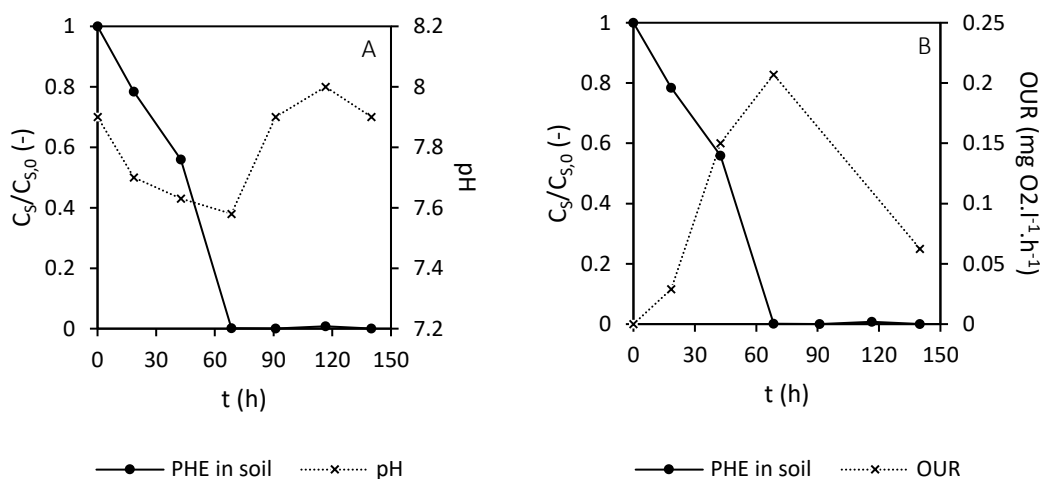 A
1
0.8
0.6
0.4
0.2
0
8.2
8
7.8
7.6
7.4
7.2
0 30 60 90 120 150
C_S/C_S,0 (-)
pH
t (h)
PHE in soil pH
B
1
0.8
0.6
0.4
0.2
0
0.25
0.2
0.15
0.1
0.05
0
0 30 60 90 120 150
C_S/C_S,0 (-)
OUR (mg O2.l⁻¹.h⁻¹)
t (h)
PHE in soil OUR